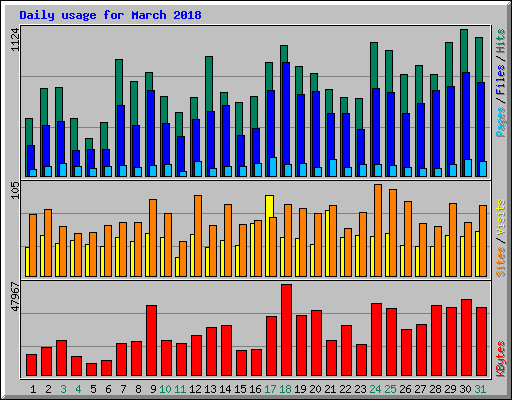 Daily usage for March 2018
1124
Pages / Files / Hits
105
Sites / Visits
47967
KBytes
1 2 3 4 5 6 7 8 9 10 11 12 13 14 15 16 17 18 19 20 21 22 23 24 25 26 27 28 29 30 31